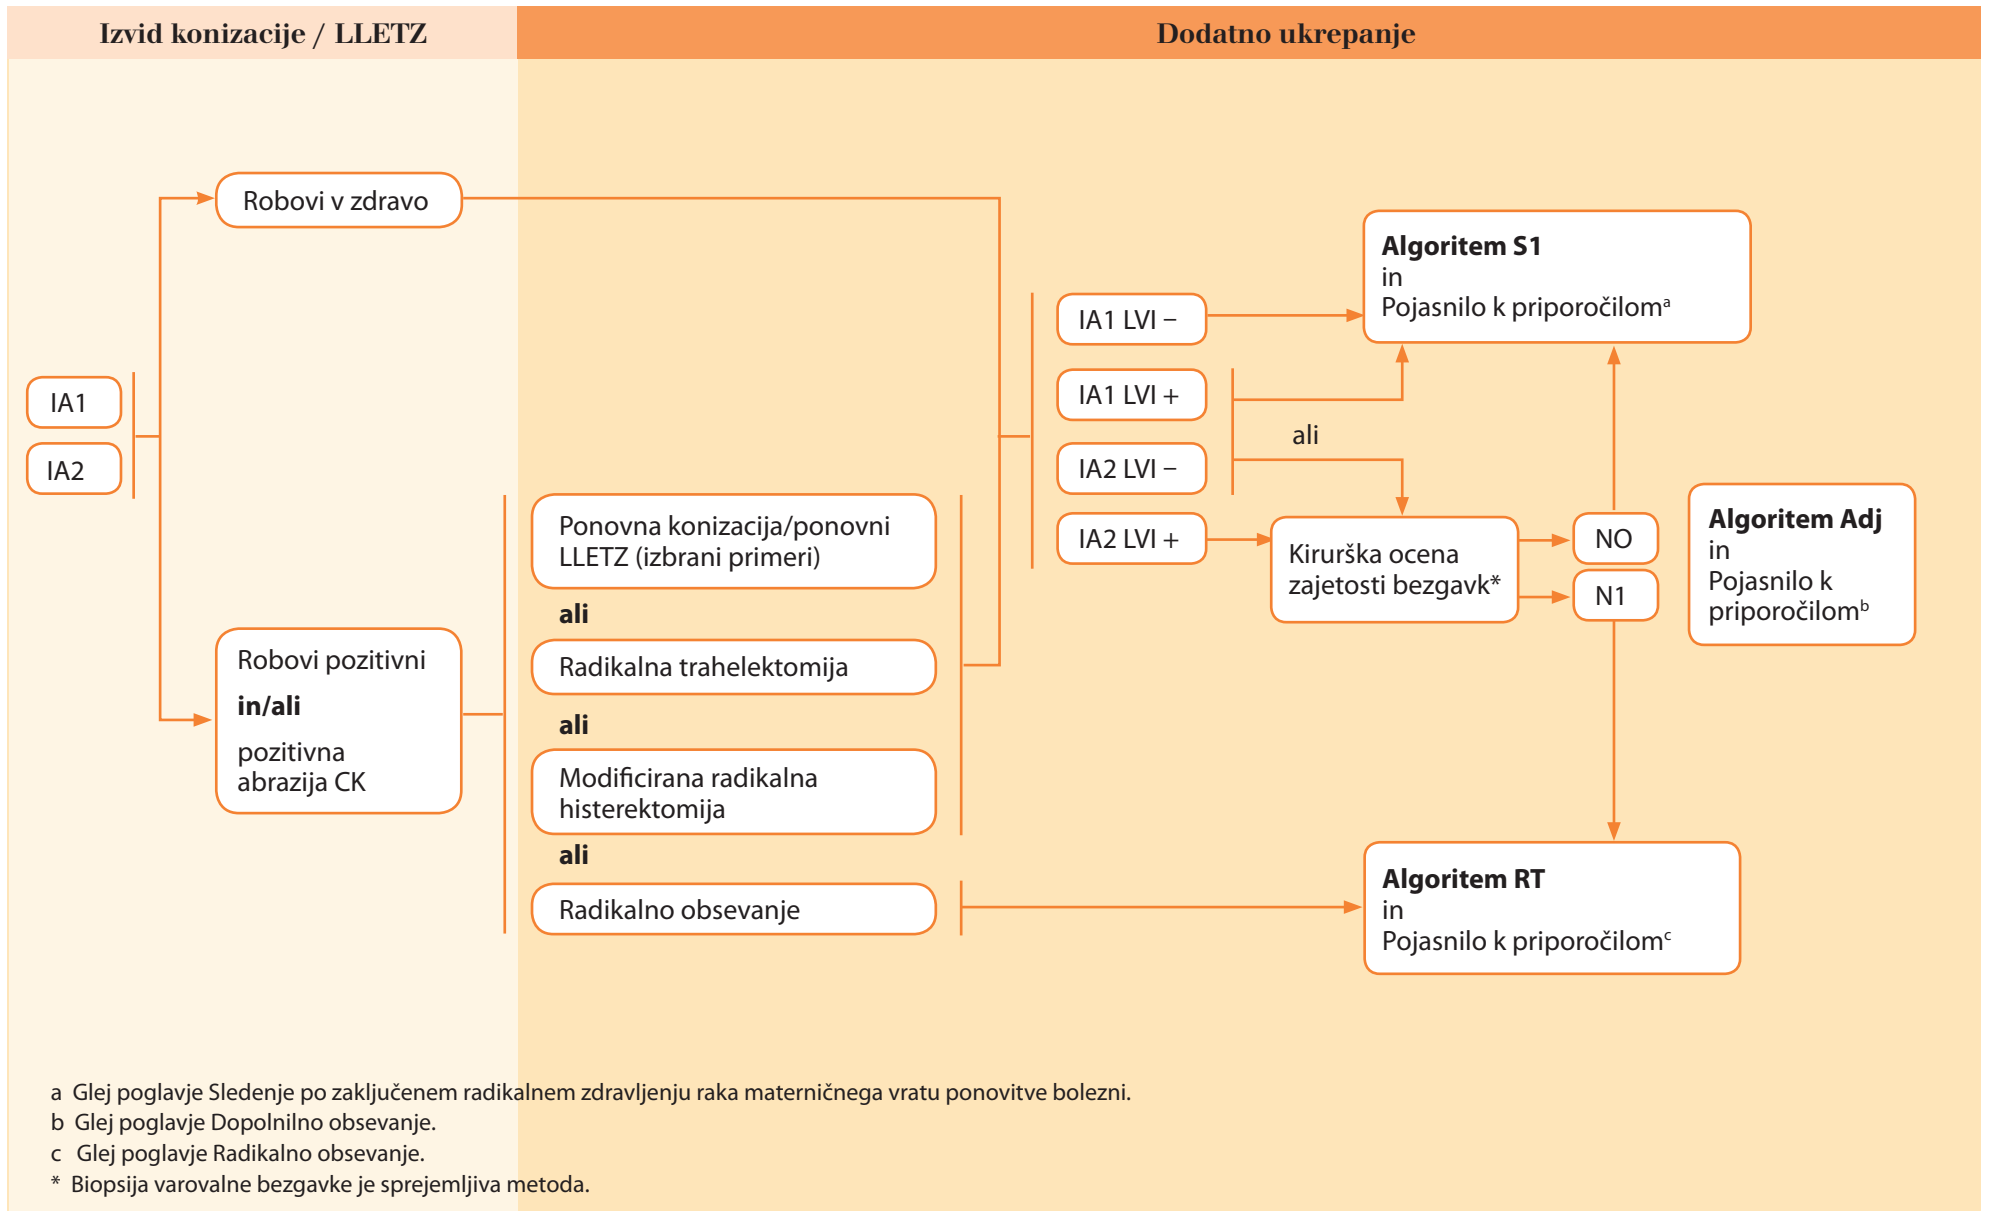 Izvid konizacije / LLETZ
Dodatno ukrepanje
IA1
IA2
Robovi v zdravo
Robovi pozitivni
in/ali
pozitivna
abrazija CK
Ponovna konizacija/ponovni
LLETZ (izbrani primeri)
ali
Radikalna trahelektomija
ali
Modificirana radikalna
histerektomija
ali
Radikalno obsevanje
IA1 LVI –
IA1 LVI +
IA2 LVI –
IA2 LVI +
ali
Kirurška ocena
zajetosti bezgavk*
NO
N1
Algoritem S1
in
Pojasnilo k priporočilomᵃ
Algoritem Adj
in
Pojasnilo k
priporočilomᵇ
Algoritem RT
in
Pojasnilo k priporočilomᶜ
a Glej poglavje Sledenje po zaključenem radikalnem zdravljenju raka materničnega vratu ponovitve bolezni.
b Glej poglavje Dopolnilno obsevanje.
c Glej poglavje Radikalno obsevanje.
* Biopsija varovalne bezgavke je sprejemljiva metoda.